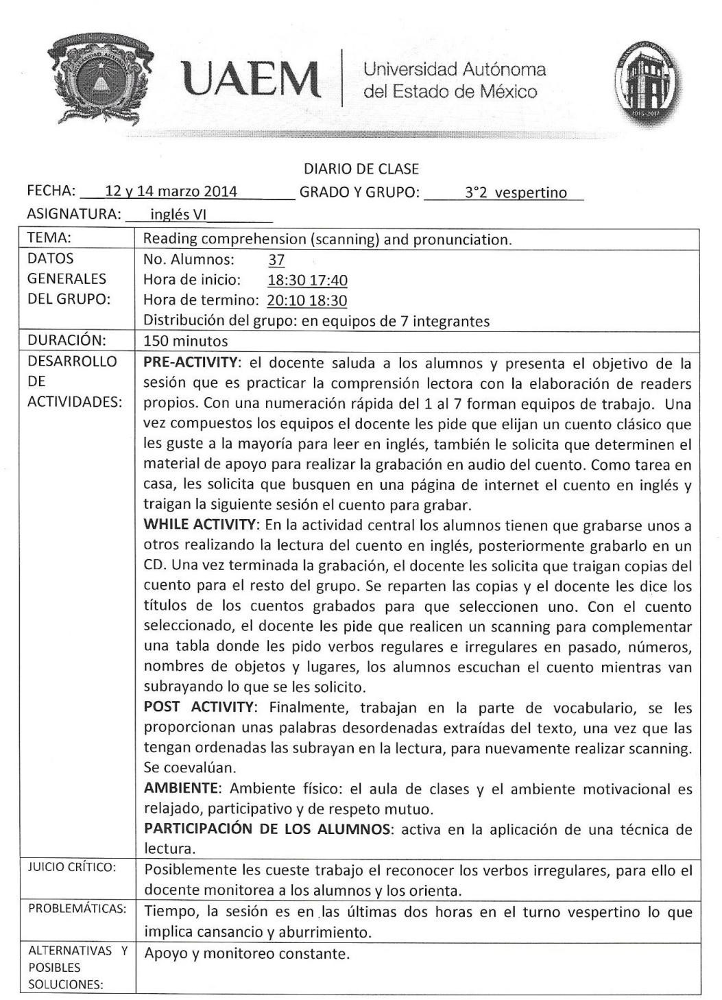 UAEM
Universidad Autónoma
del Estado de México
2013-2017
DIARIO DE CLASE
FECHA: 12 y 14 marzo 2014 GRADO Y GRUPO: 3°2 vespertino
ASIGNATURA: inglés VI
TEMA: Reading comprehension (scanning) and pronunciation.
DATOS
GENERALES
DEL GRUPO:
No. Alumnos: 37
Hora de inicio: 18:30 17:40
Hora de termino: 20:10 18:30
Distribución del grupo: en equipos de 7 integrantes
DURACIÓN: 150 minutos
DESARROLLO
DE
ACTIVIDADES:
PRE-ACTIVITY: el docente saluda a los alumnos y presenta el objetivo de la
sesión que es practicar la comprensión lectora con la elaboración de readers
propios. Con una numeración rápida del 1 al 7 forman equipos de trabajo. Una
vez compuestos los equipos el docente les pide que elijan un cuento clásico que
les guste a la mayoría para leer en inglés, también le solicita que determinen el
material de apoyo para realizar la grabación en audio del cuento. Como tarea en
casa, les solicita que busquen en una página de internet el cuento en inglés y
traigan la siguiente sesión el cuento para grabar.
WHILE ACTIVITY: En la actividad central los alumnos tienen que grabarse unos a
otros realizando la lectura del cuento en inglés, posteriormente grabarlo en un
CD. Una vez terminada la grabación, el docente les solicita que traigan copias del
cuento para el resto del grupo. Se reparten las copias y el docente les dice los
títulos de los cuentos grabados para que seleccionen uno. Con el cuento
seleccionado, el docente les pide que realicen un scanning para complementar
una tabla donde les pido verbos regulares e irregulares en pasado, números,
nombres de objetos y lugares, los alumnos escuchan el cuento mientras van
subrayando lo que se les solicito.
POST ACTIVITY: Finalmente, trabajan en la parte de vocabulario, se les
proporcionan unas palabras desordenadas extraídas del texto, una vez que las
tengan ordenadas las subrayan en la lectura, para nuevamente realizar scanning.
Se coevalúan.
AMBIENTE: Ambiente físico: el aula de clases y el ambiente motivacional es
relajado, participativo y de respeto mutuo.
PARTICIPACIÓN DE LOS ALUMNOS: activa en la aplicación de una técnica de
lectura.
JUICIO CRÍTICO:
Posiblemente les cueste trabajo el reconocer los verbos irregulares, para ello el
docente monitorea a los alumnos y los orienta.
PROBLEMÁTICAS:
Tiempo, la sesión es en las últimas dos horas en el turno vespertino lo que
implica cansancio y aburrimiento.
ALTERNATIVAS Y
POSIBLES
SOLUCIONES:
Apoyo y monitoreo constante.